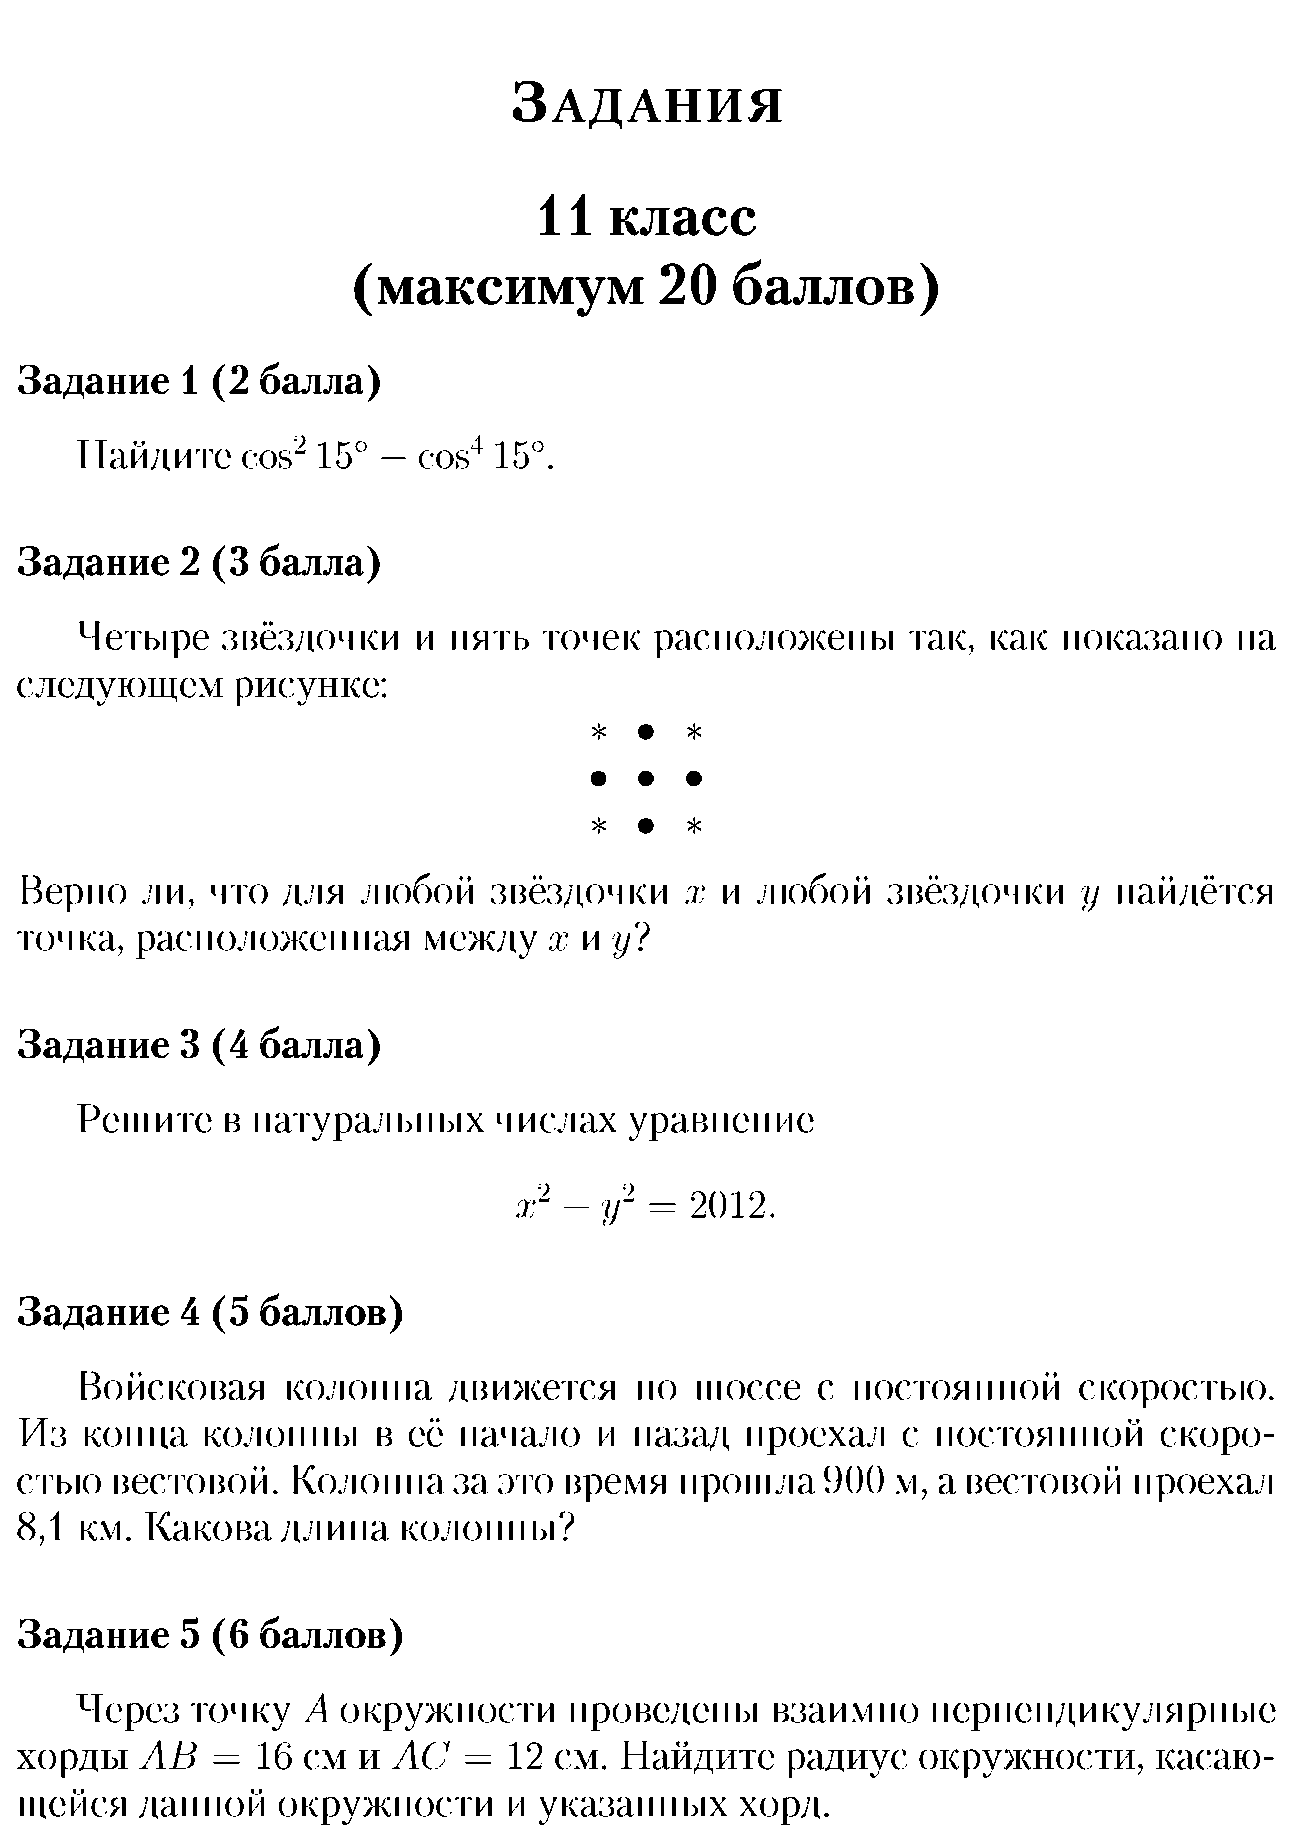 ЗАДАНИЯ
11 класс
(максимум 20 баллов)
Задание 1 (2 балла)
Найдите cos² 15° − cos⁴ 15°.
Задание 2 (3 балла)
Четыре звёздочки и пять точек расположены так, как показано на
следующем рисунке:
* • *
• • •
* • *
Верно ли, что для любой звёздочки x и любой звёздочки y найдётся
точка, расположенная между x и y?
Задание 3 (4 балла)
Решите в натуральных числах уравнение
x² − y² = 2012.
Задание 4 (5 баллов)
Войсковая колонна движется по шоссе с постоянной скоростью.
Из конца колонны в её начало и назад проехал с постоянной скоро-
стью вестовой. Колонна за это время прошла 900 м, а вестовой проехал
8,1 км. Какова длина колонны?
Задание 5 (6 баллов)
Через точку A окружности проведены взаимно перпендикулярные
хорды AB = 16 см и AC = 12 см. Найдите радиус окружности, касаю-
щейся данной окружности и указанных хорд.